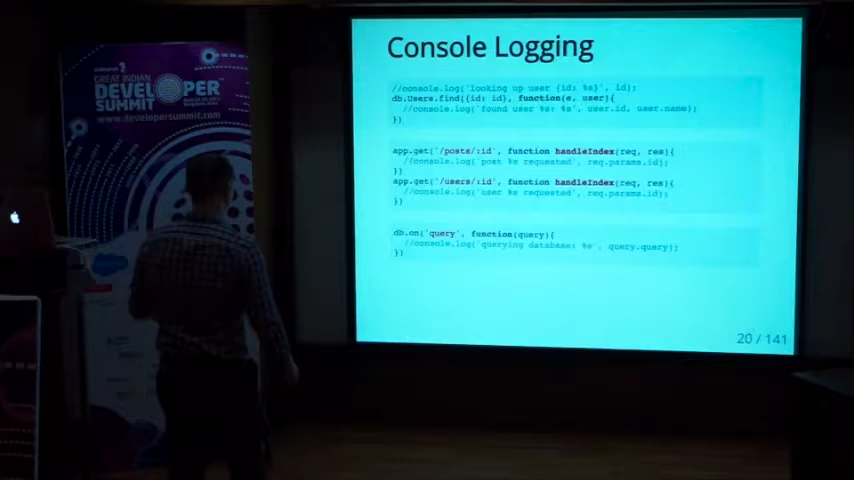 GREAT INDIAN
DEVELOPER
SUMMIT
www.developersummit.com
Console Logging
//console.log('looking up user {id: %s}', id);
db.Users.find({id: id}, function(e, user){
//console.log('found user %s: %s', user.id, user.name);
})
app.get('/posts/:id', function handleIndex(req, res){
//console.log('post %s requested', req.params.id);
})
app.get('/users/:id', function handleIndex(req, res){
//console.log('user %s requested', req.params.id);
})
db.on('query', function(query){
//console.log('querying database: %s', query.query);
})
20 / 141